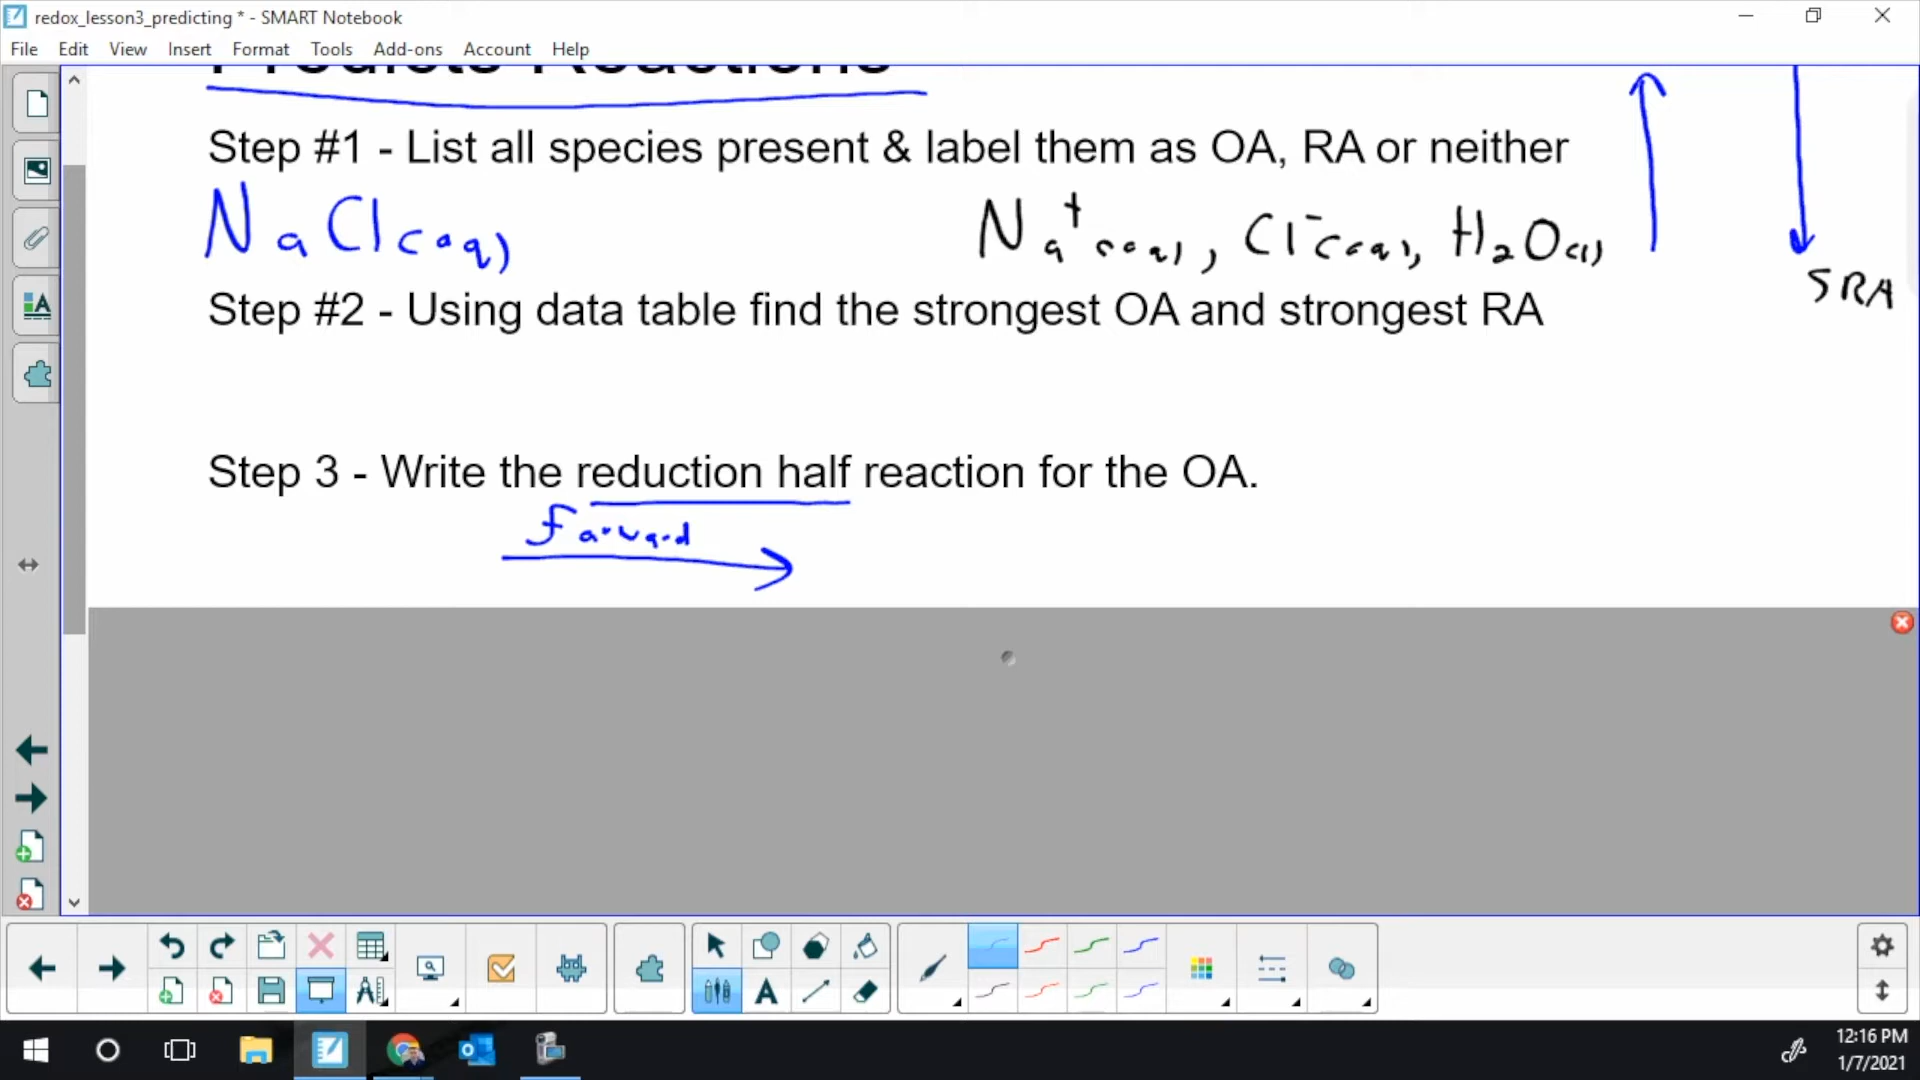 redox_lesson3_predicting * - SMART Notebook
File Edit View Insert Format Tools Add-ons Account Help
Predicts Reactions
Step #1 - List all species present & label them as OA, RA or neither
NaCl(aq) Na⁺(aq), Cl⁻(aq), H₂O(l)
SRA
Step #2 - Using data table find the strongest OA and strongest RA
Step 3 - Write the reduction half reaction for the OA.
forward
12:16 PM
1/7/2021